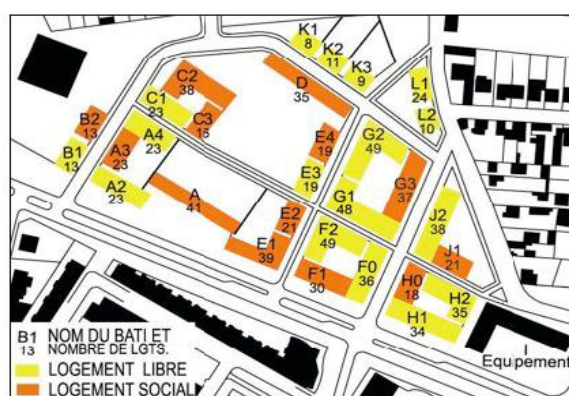 K1
8
K2
11
K3
9
C2
38
D
35
L1
24
L2
10
C1
23
C3
15
B2
13
A4
23
E4
19
G2
49
A3
23
B1
13
E3
19
G3
37
A2
23
A
41
G1
48
E2
21
J2
38
F2
49
E1
39
J1
21
F1
30
F0
36
H0
18
H2
35
H1
34
I
Equipement
B1 NOM DU BATI ET
13 NOMBRE DE LGTS.
LOGEMENT LIBRE
LOGEMENT SOCIAL